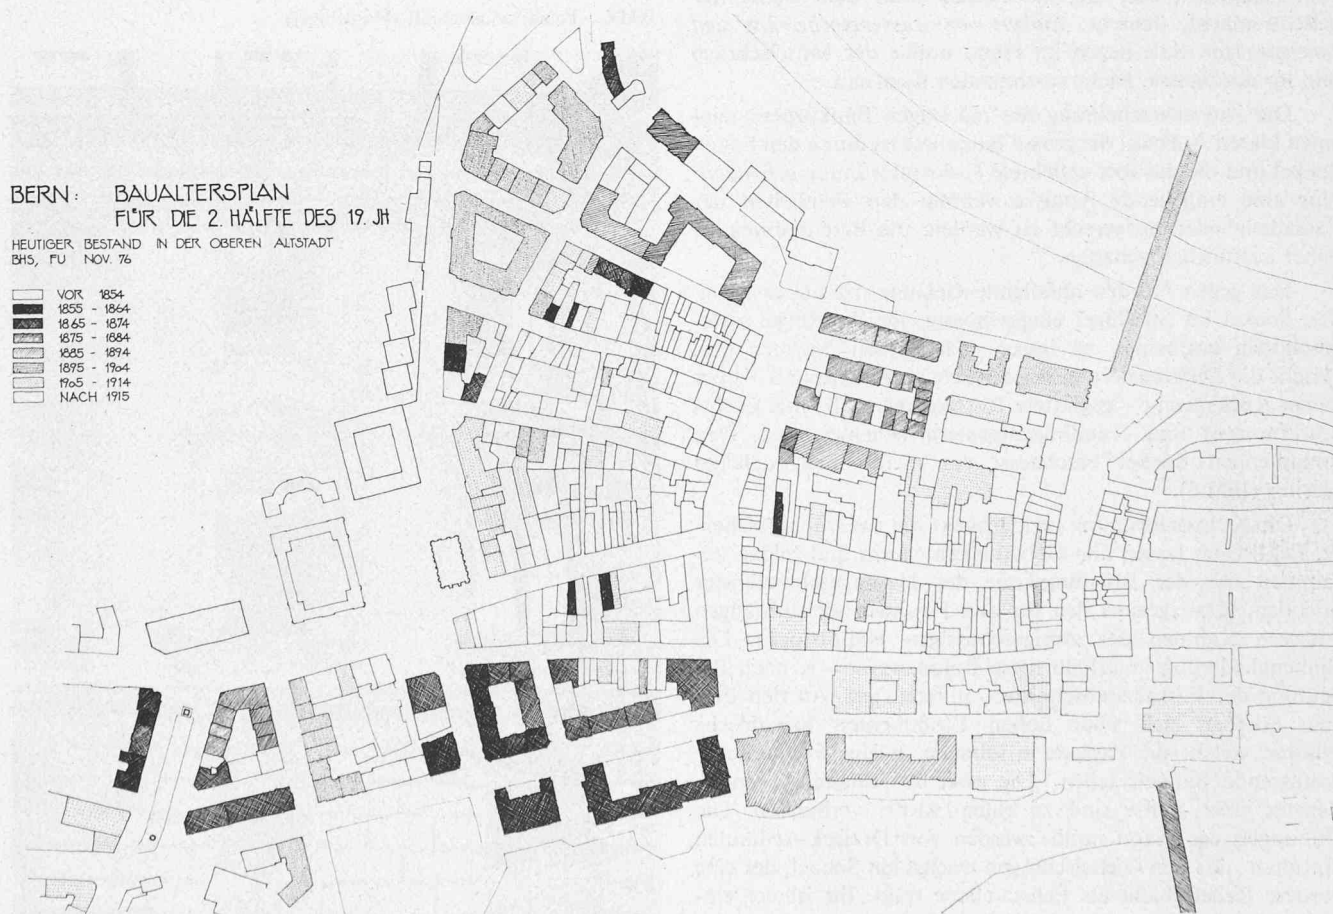 BERN: BAUALTERSPLAN
FÜR DIE 2. HÄLFTE DES 19. JH
HEUTIGER BESTAND IN DER OBEREN ALTSTADT
BHS, FU NOV. 76
VOR 1854
1855 - 1864
1865 - 1874
1875 - 1884
1885 - 1894
1895 - 1904
1905 - 1914
NACH 1915